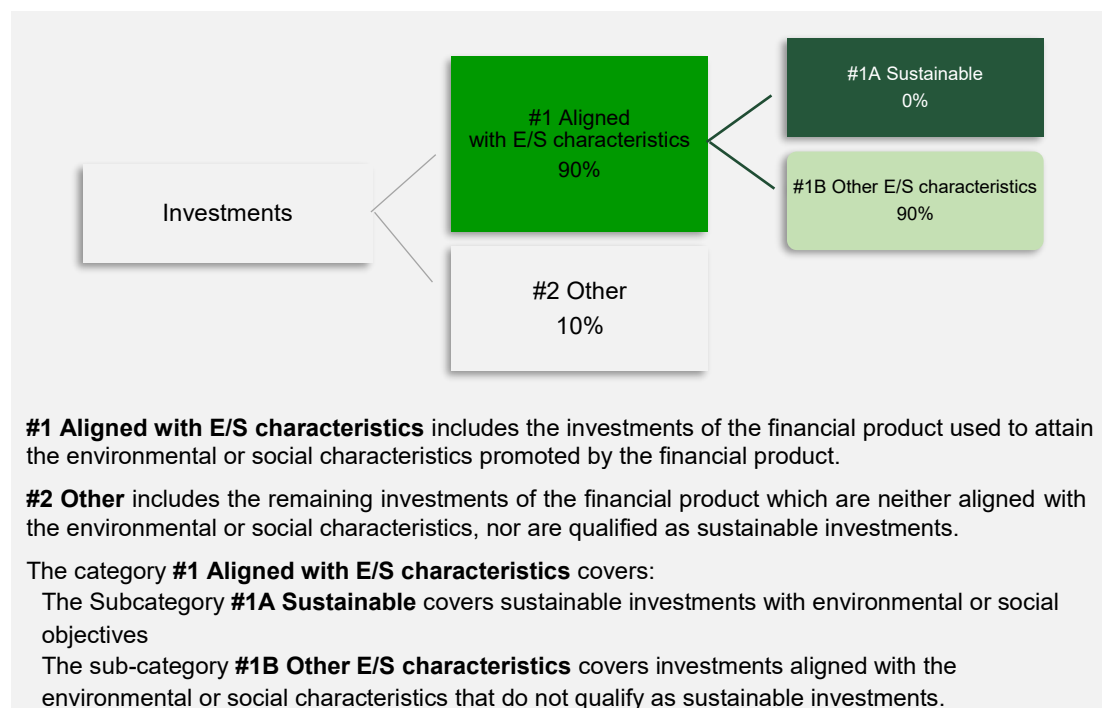 Investments
#1 Aligned
with E/S characteristics
90%
#2 Other
10%
#1A Sustainable
0%
#1B Other E/S characteristics
90%
#1 Aligned with E/S characteristics includes the investments of the financial product used to attain
the environmental or social characteristics promoted by the financial product.
#2 Other includes the remaining investments of the financial product which are neither aligned with
the environmental or social characteristics, nor are qualified as sustainable investments.
The category #1 Aligned with E/S characteristics covers:
The Subcategory #1A Sustainable covers sustainable investments with environmental or social
objectives
The sub-category #1B Other E/S characteristics covers investments aligned with the
environmental or social characteristics that do not qualify as sustainable investments.